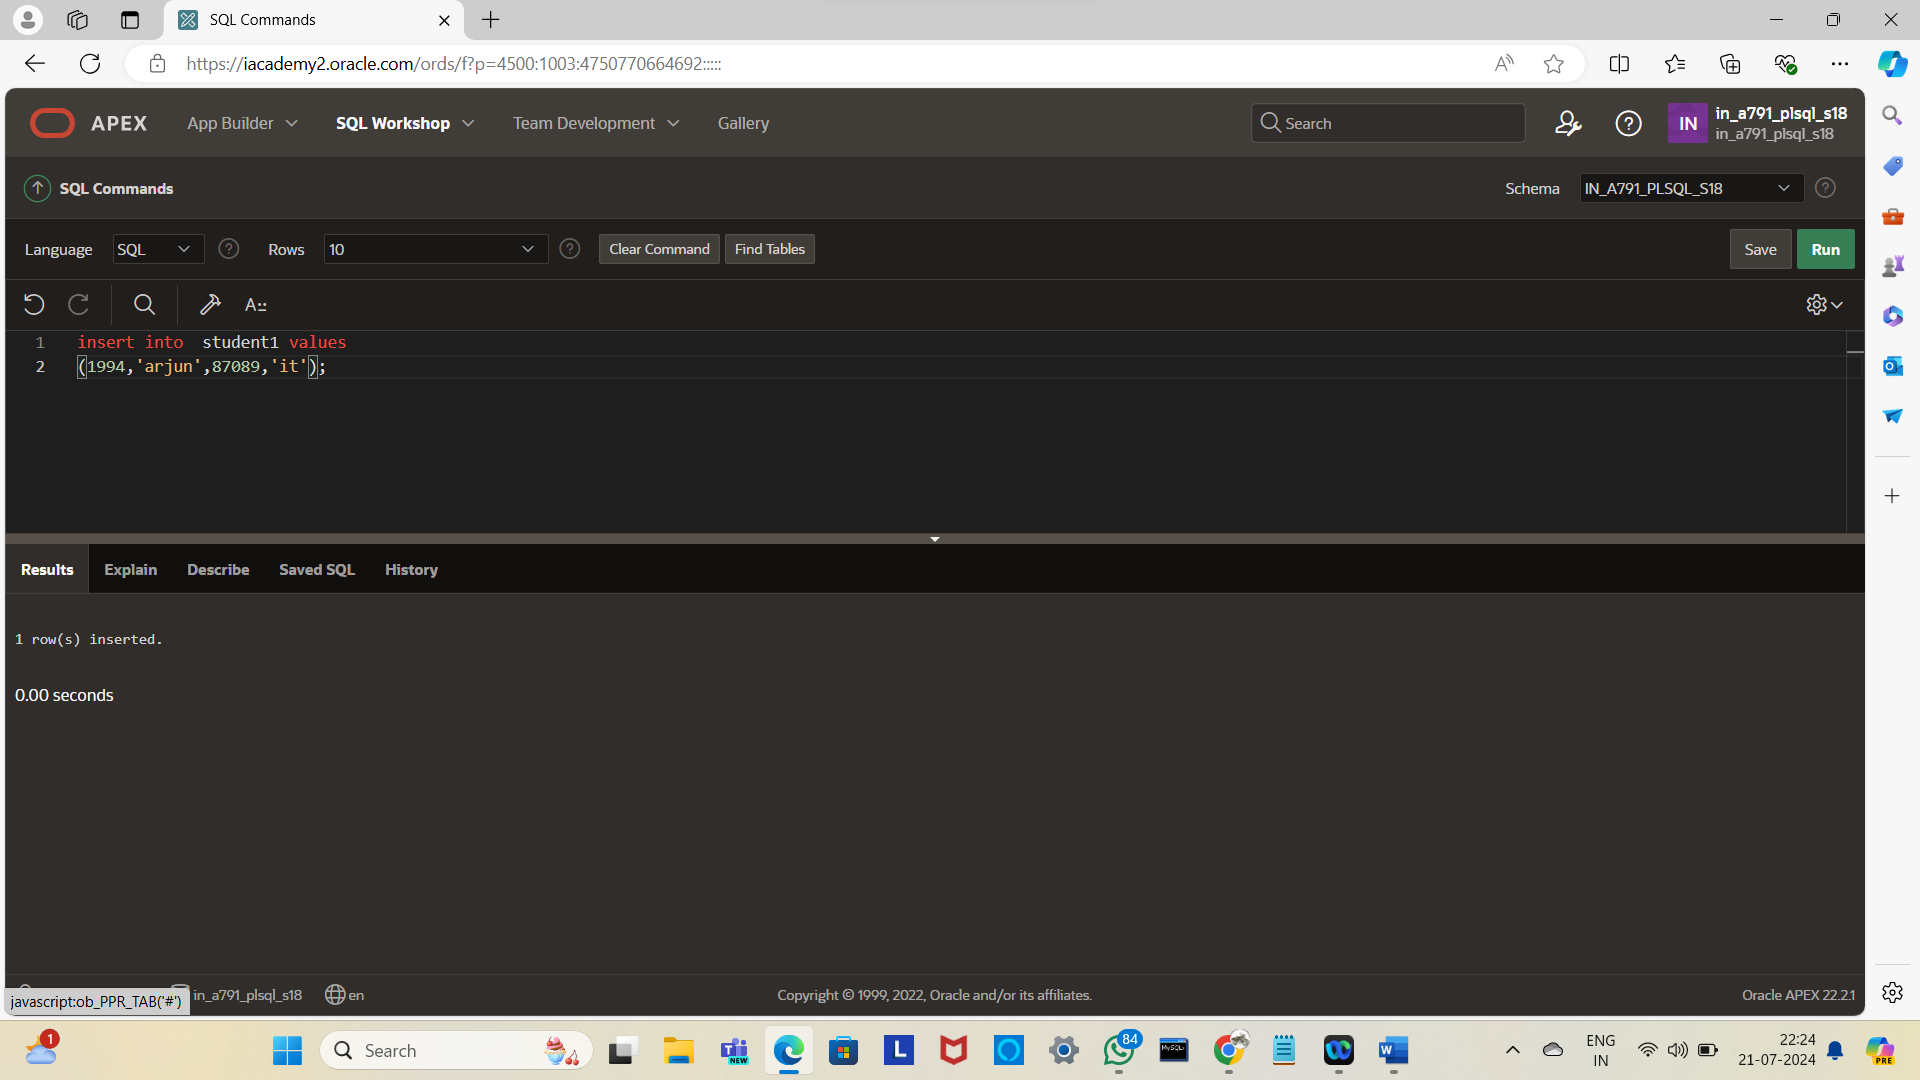 SQL Commands
https://iacademy2.oracle.com/ords/f?p=4500:1003:4750770664692:::::
APEX App Builder SQL Workshop Team Development Gallery Search IN in_a791_plsql_s18
in_a791_plsql_s18
SQL Commands Schema IN_A791_PLSQL_S18
Language SQL Rows 10 Clear Command Find Tables Save Run
A::
1 insert into  student1 values
2 (1994,'arjun',87089,'it');
Results Explain Describe Saved SQL History
1 row(s) inserted.
0.00 seconds
javascript:ob_PPR_TAB('#') in_a791_plsql_s18 en Copyright © 1999, 2022, Oracle and/or its affiliates. Oracle APEX 22.2.1
1 Search NEW L 84 MySQL W ENG 22:24 PRE
IN 21-07-2024